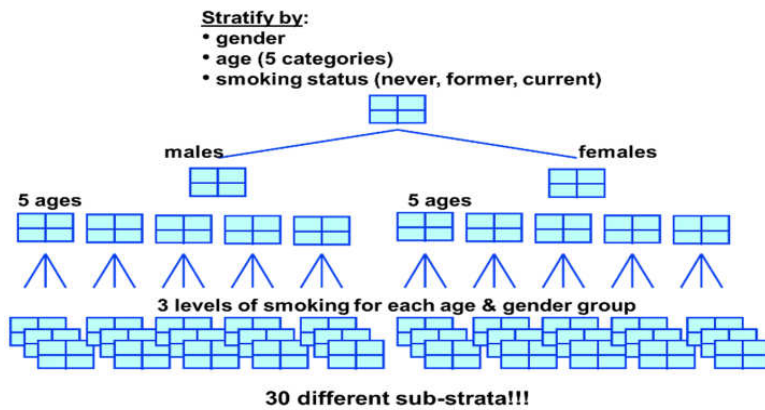 Stratify by:
• gender
• age (5 categories)
• smoking status (never, former, current)
males
females
5 ages
5 ages
3 levels of smoking for each age & gender group
30 different sub-strata!!!